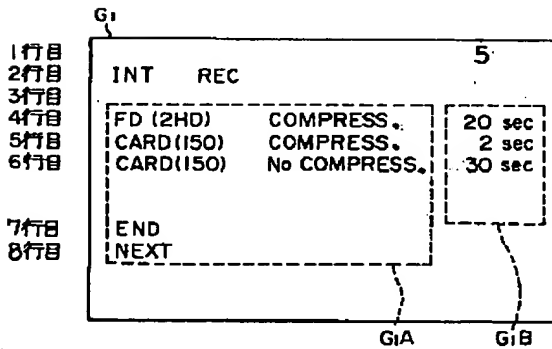 G1
1行目 5
2行目 INT REC
3行目
4行目 FD (2HD) COMPRESS. 20 sec
5行目 CARD(150) COMPRESS. 2 sec
6行目 CARD(150) No COMPRESS. 30 sec
7行目 END
8行目 NEXT
G1A G1B